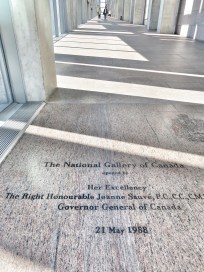 The National Gallery of Canada
opened by
Her Excellency
The Right Honourable Jeanne Sauvé, P.C., C.C., C.M.
Governor General of Canada
21 May 1988